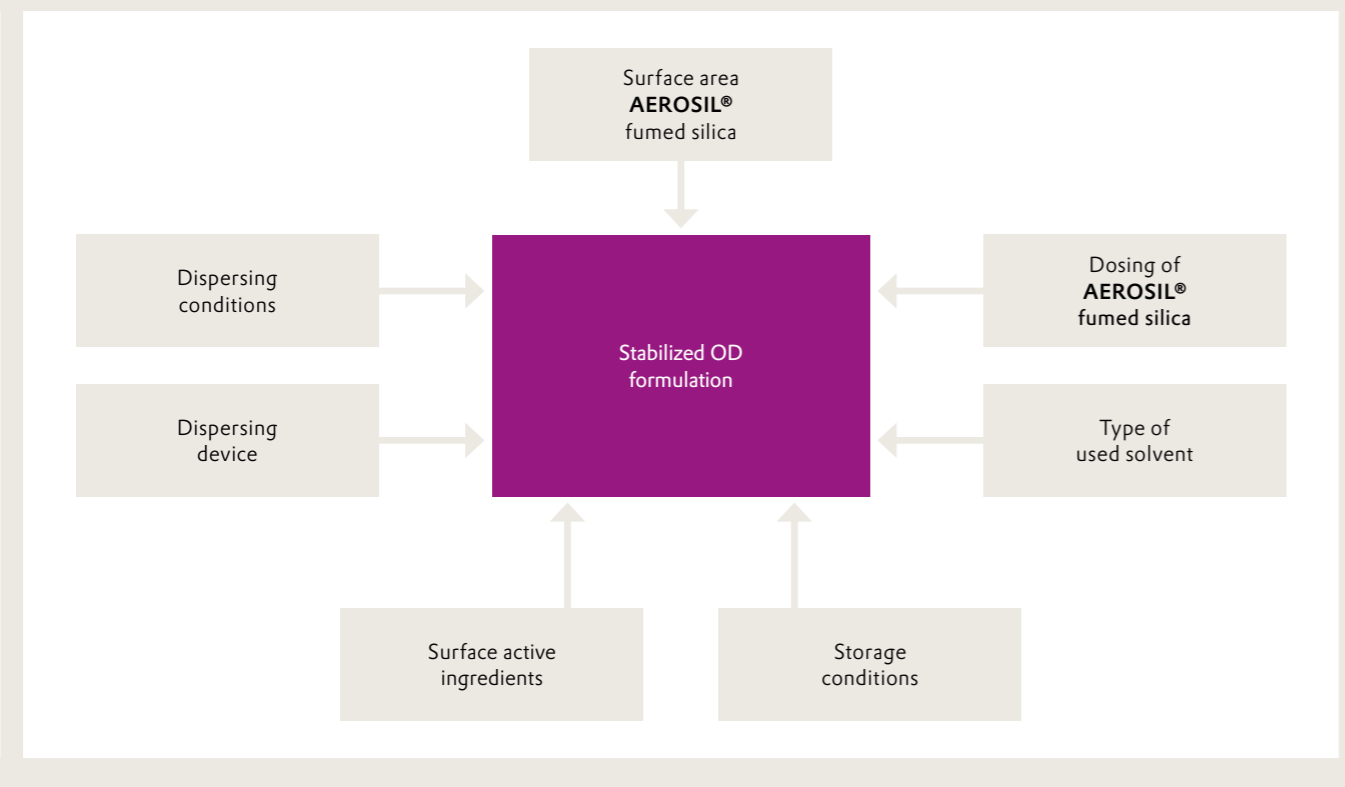 Surface area
AEROSIL®
fumed silica
Dispersing
conditions
Stabilized OD
formulation
Dosing of
AEROSIL®
fumed silica
Dispersing
device
Type of
used solvent
Surface active
ingredients
Storage
conditions